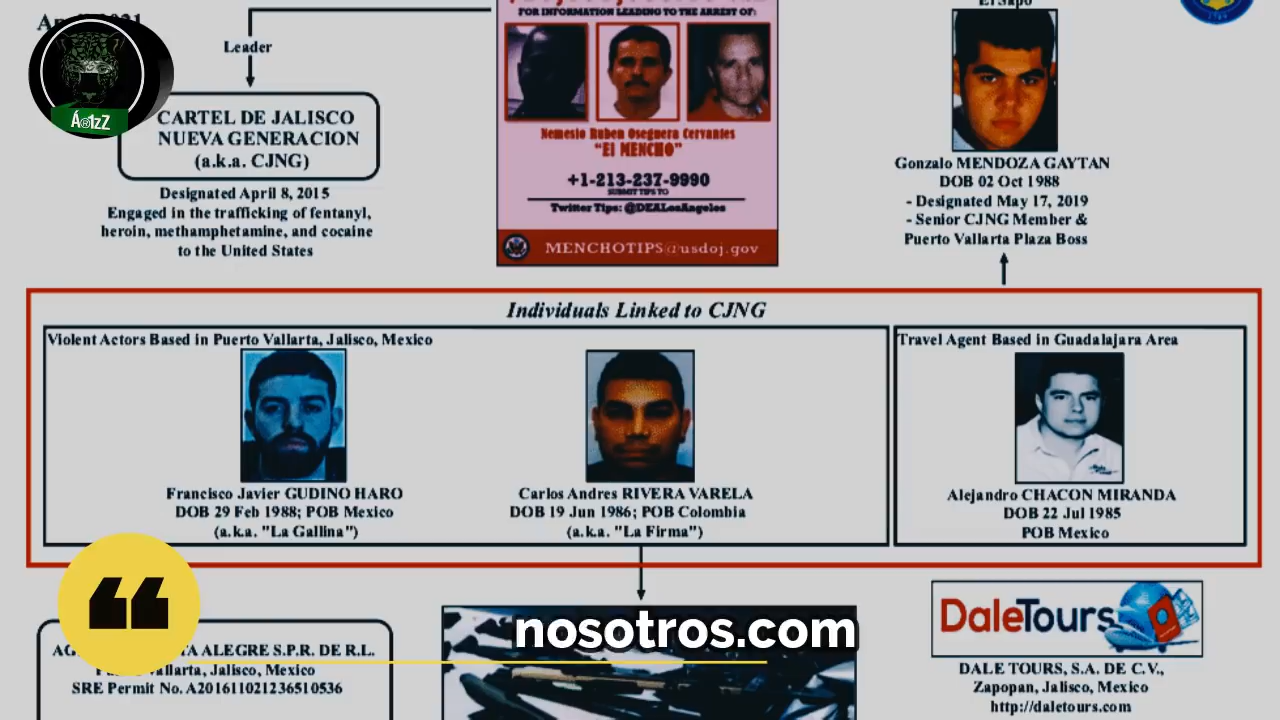 Leader
CARTEL DE JALISCO
NUEVA GENERACION
(a.k.a. CJNG)
Designated April 8, 2015
Engaged in the trafficking of fentanyl,
heroin, methamphetamine, and cocaine
to the United States
FOR INFORMATION LEADING TO THE ARREST OF:
Nemesio Ruben Oseguera Cervantes
"El MENCHO"
+1-213-237-9990
SUBMIT TIPS TO
Twitter Tips: @DEALosAngeles
MENCHOTIPS@usdoj.gov
El Sapo
Gonzalo MENDOZA GAYTAN
DOB 02 Oct 1988
- Designated May 17, 2019
- Senior CJNG Member &
Puerto Vallarta Plaza Boss
Individuals Linked to CJNG
Violent Actors Based in Puerto Vallarta, Jalisco, Mexico
Francisco Javier GUDINO HARO
DOB 29 Feb 1988; POB Mexico
(a.k.a. "La Gallina")
Carlos Andres RIVERA VARELA
DOB 19 Jun 1986; POB Colombia
(a.k.a. "La Firma")
Travel Agent Based in Guadalajara Area
Alejandro CHACON MIRANDA
DOB 22 Jul 1985
POB Mexico
ALEGRE S.P.R. DE R.L.
Jalisco, Mexico
SRE Permit No. A201611021236510536
nosotros.com
DaleTours
DALE TOURS, S.A. DE C.V.,
Zapopan, Jalisco, Mexico
http://daletours.com